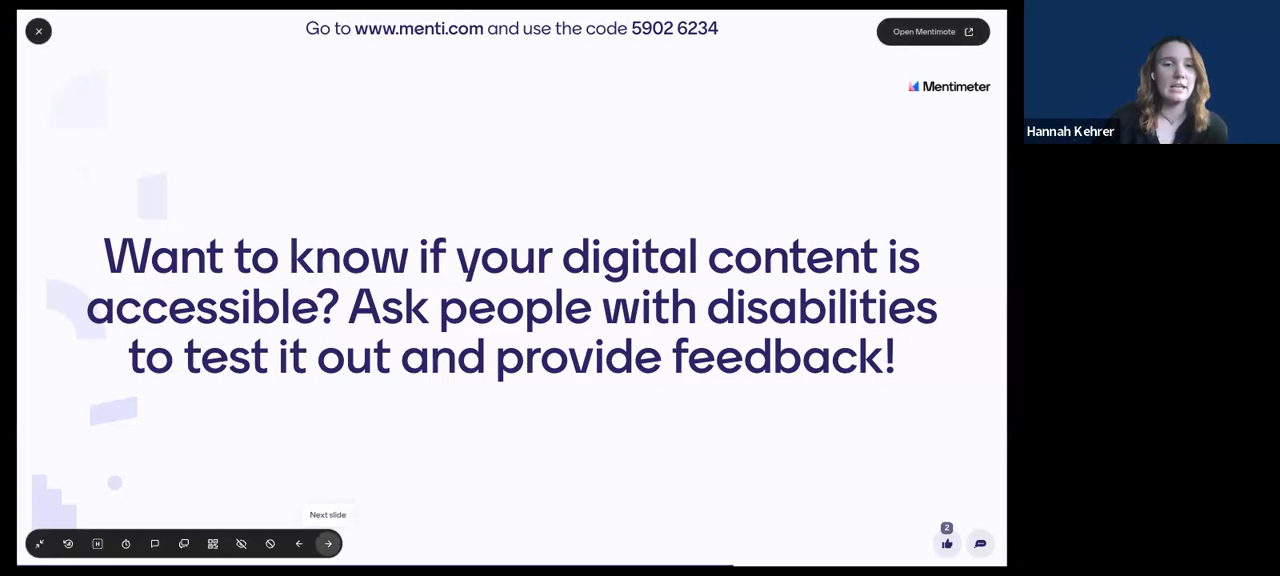 Go to www.menti.com and use the code 5902 6234
Open Mentimote
Mentimeter
Hannah Kehrer
Want to know if your digital content is
accessible? Ask people with disabilities
to test it out and provide feedback!
Next slide
H
2